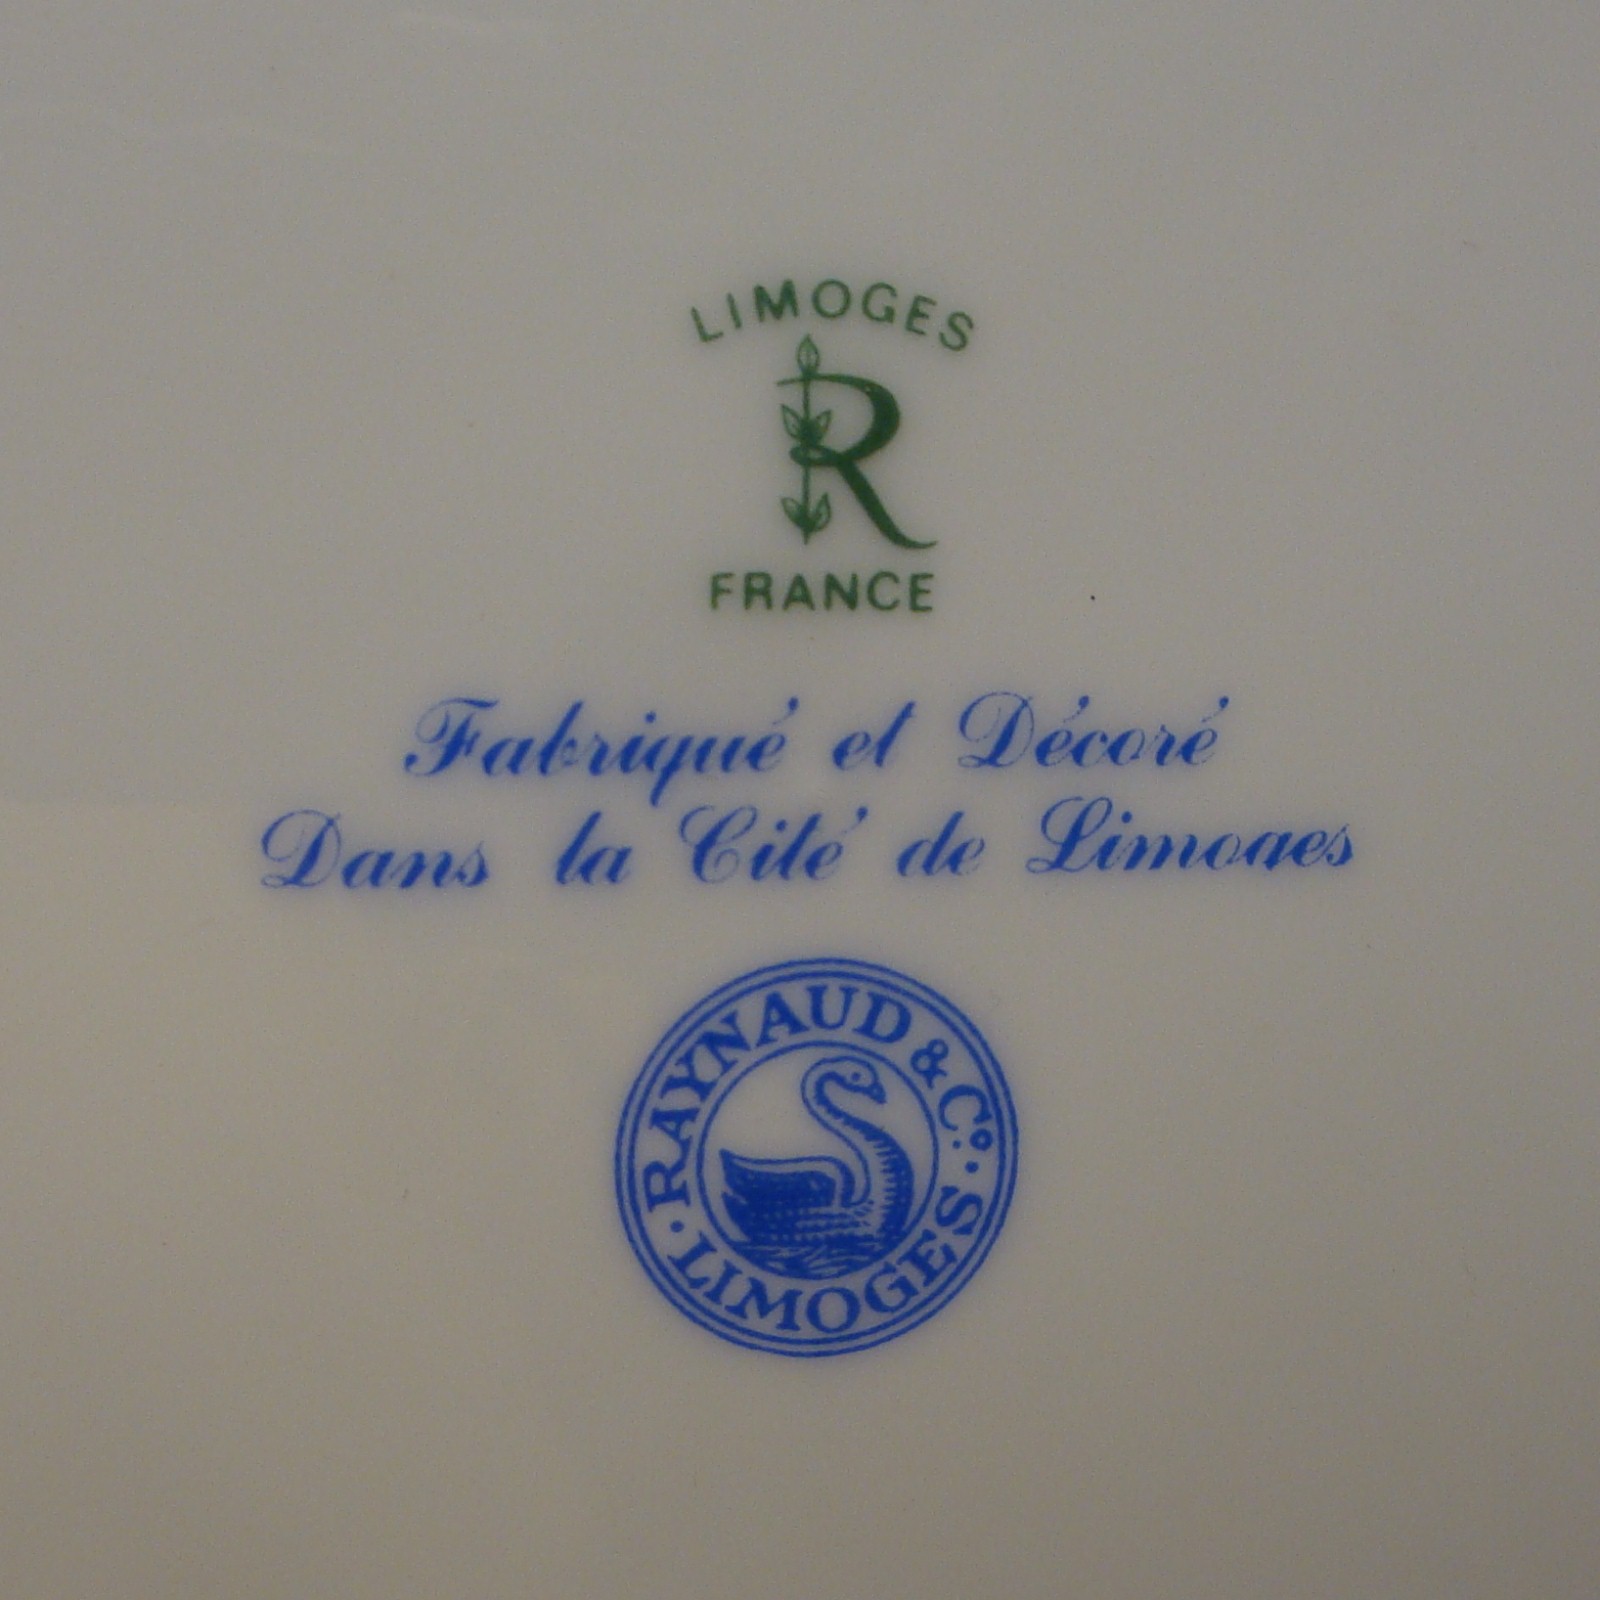 LIMOGES
R
FRANCE
Fabriqué et Décoré
Dans la Cité de Limoges
RAYNAUD & Co.
LIMOGES